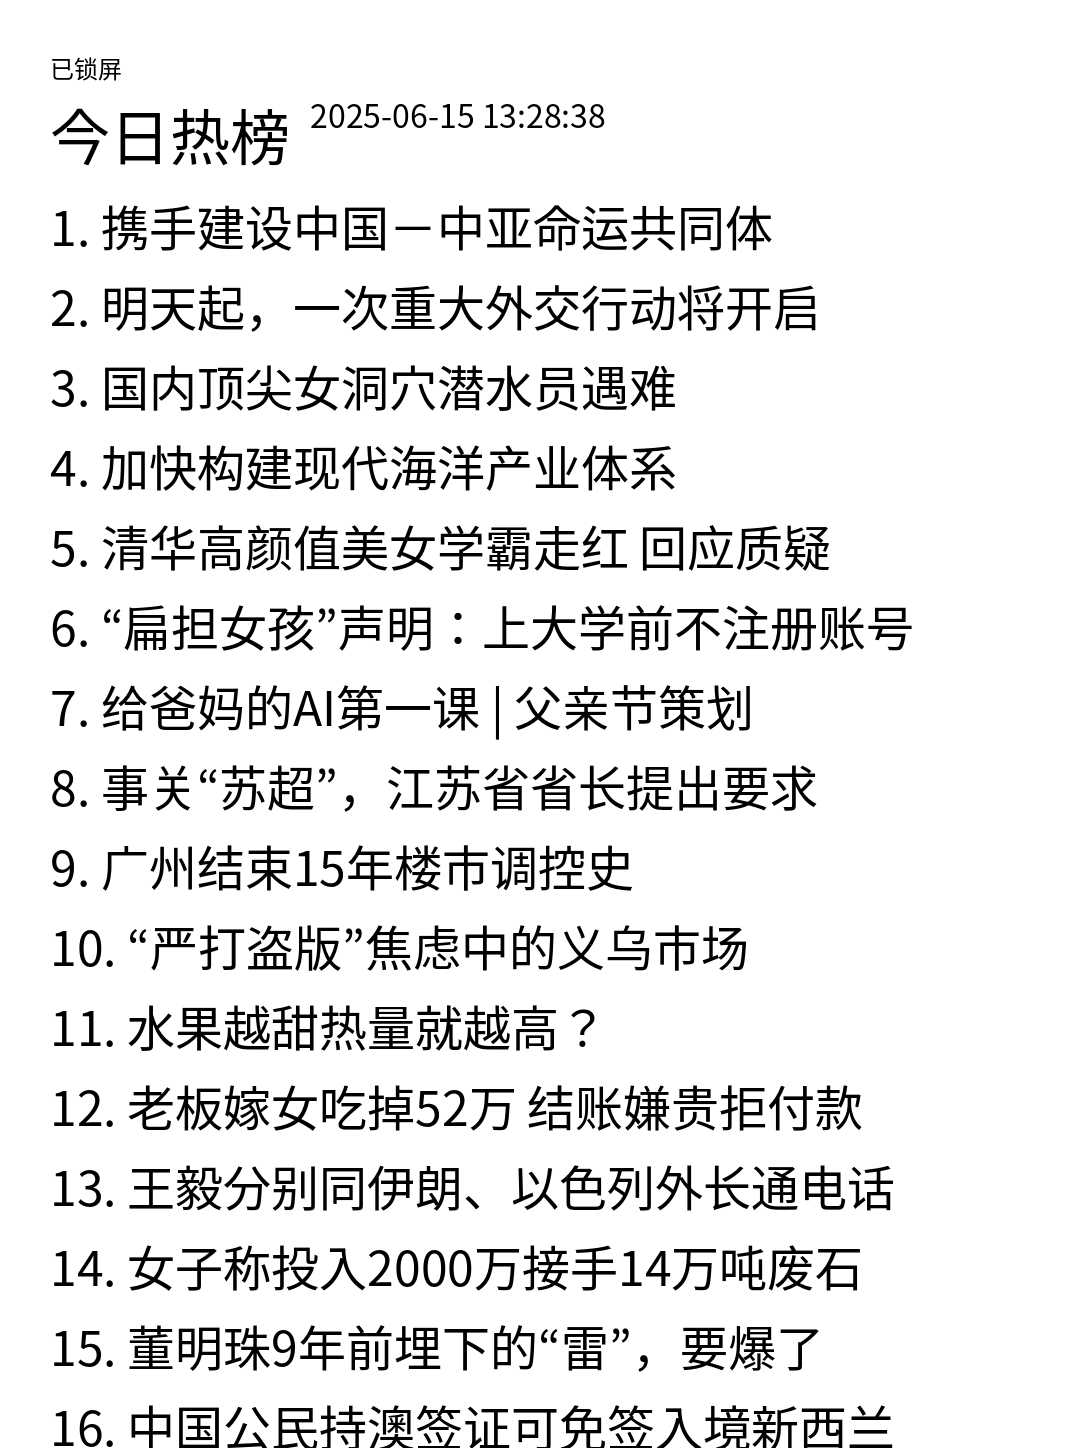 已锁屏
今日热榜 2025-06-15 13:28:38
1. 携手建设中国－中亚命运共同体
2. 明天起，一次重大外交行动将开启
3. 国内顶尖女洞穴潜水员遇难
4. 加快构建现代海洋产业体系
5. 清华高颜值美女学霸走红 回应质疑
6. “扁担女孩”声明：上大学前不注册账号
7. 给爸妈的AI第一课 | 父亲节策划
8. 事关“苏超”，江苏省省长提出要求
9. 广州结束15年楼市调控史
10. “严打盗版”焦虑中的义乌市场
11. 水果越甜热量就越高？
12. 老板嫁女吃掉52万 结账嫌贵拒付款
13. 王毅分别同伊朗、以色列外长通电话
14. 女子称投入2000万接手14万吨废石
15. 董明珠9年前埋下的“雷”，要爆了
16. 中国公民持澳签证可免签入境新西兰